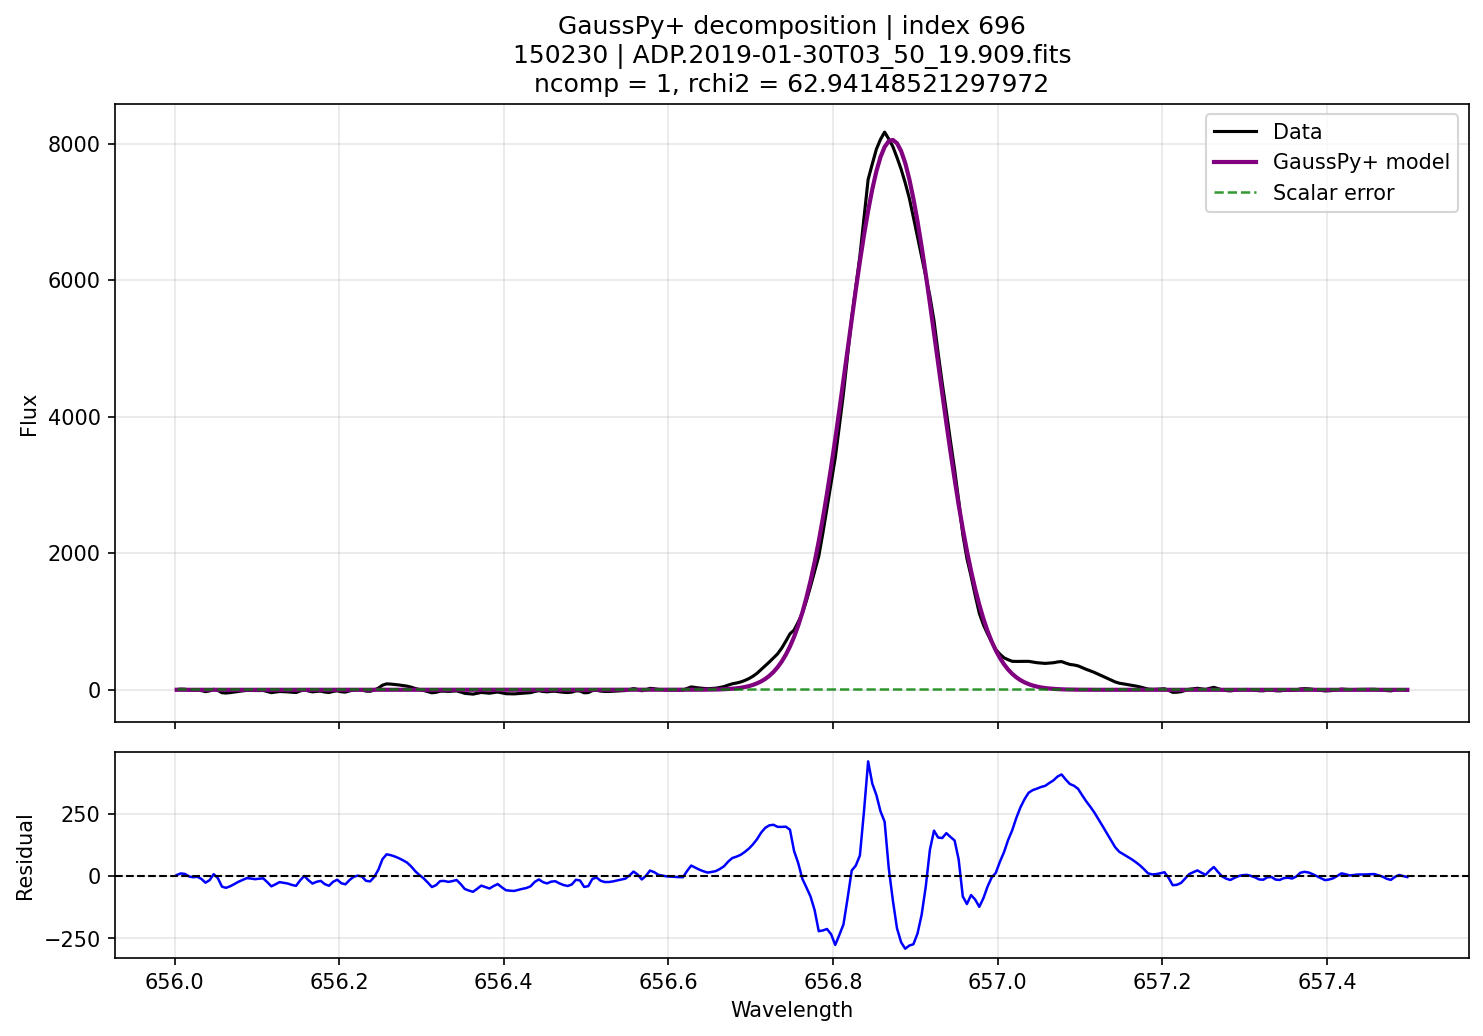 GaussPy+ decomposition | index 696
150230 | ADP.2019-01-30T03_50_19.909.fits
ncomp = 1, rchi2 = 62.94148521297972
Data
GaussPy+ model
Scalar error
8000
6000
4000
2000
0
Flux
250
0
−250
Residual
656.0 656.2 656.4 656.6 656.8 657.0 657.2 657.4
Wavelength